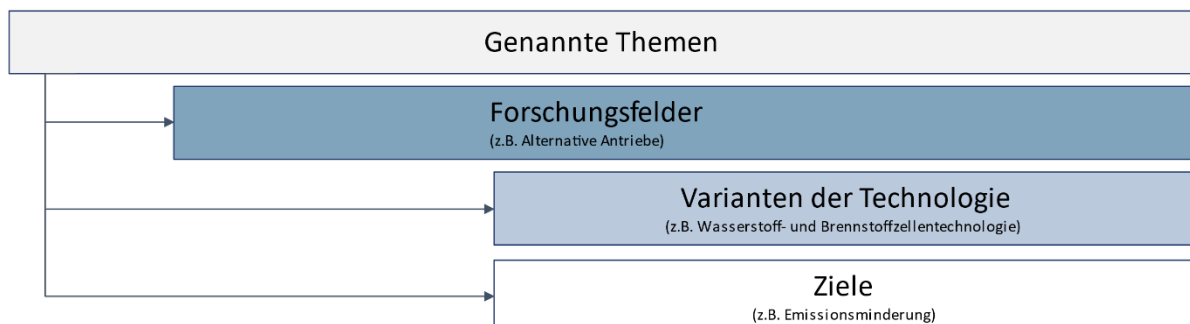 Genannte Themen
Forschungsfelder
(z.B. Alternative Antriebe)
Varianten der Technologie
(z.B. Wasserstoff- und Brennstoffzellentechnologie)
Ziele
(z.B. Emissionsminderung)